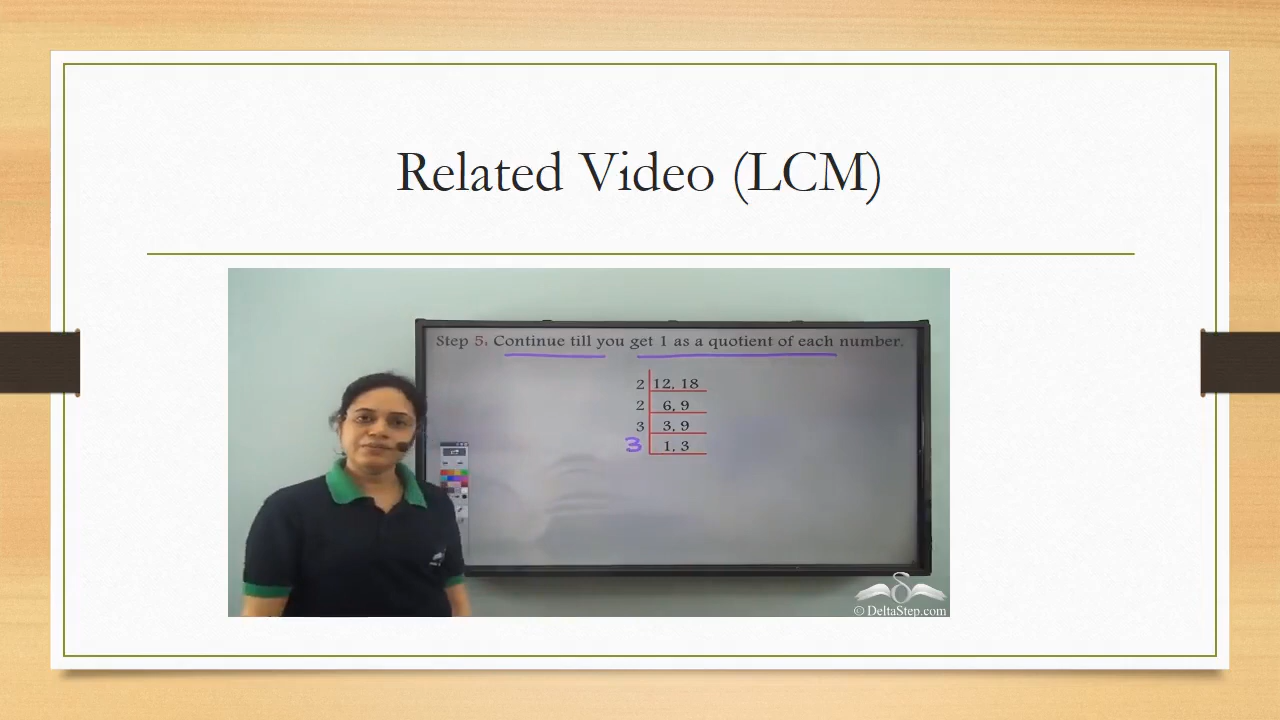 Related Video (LCM)
Step 5. Continue till you get 1 as a quotient of each number.
2 12, 18
2 6, 9
3 3, 9
3 1, 3
© DeltaStep.com